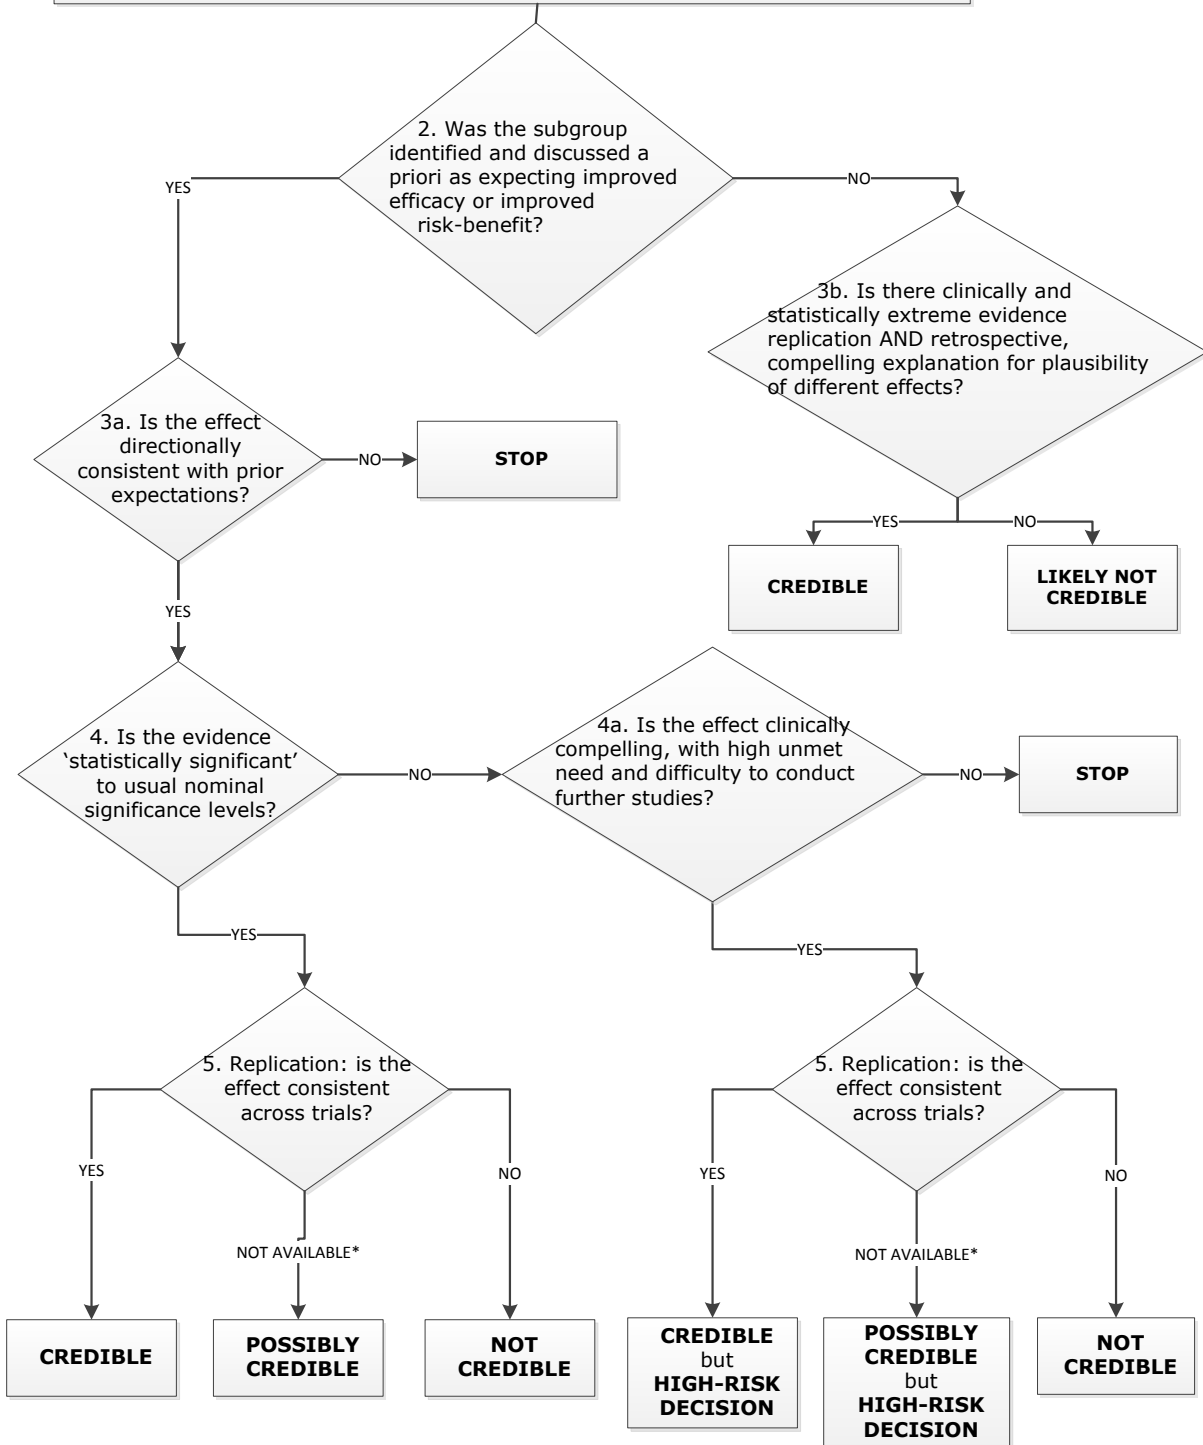 2. Was the subgroup
identified and discussed a
priori as expecting improved
efficacy or improved
risk-benefit?
YES
NO
3b. Is there clinically and
statistically extreme evidence
replication AND retrospective,
compelling explanation for plausibility
of different effects?
3a. Is the effect
directionally
consistent with prior
expectations?
NO
STOP
YES
NO
CREDIBLE
LIKELY NOT
CREDIBLE
YES
4. Is the evidence
‘statistically significant’
to usual nominal
significance levels?
NO
4a. Is the effect clinically
compelling, with high unmet
need and difficulty to conduct
further studies?
NO
STOP
YES
YES
5. Replication: is the
effect consistent
across trials?
5. Replication: is the
effect consistent
across trials?
YES
NOT AVAILABLE*
NO
YES
NOT AVAILABLE*
NO
CREDIBLE
POSSIBLY
CREDIBLE
NOT
CREDIBLE
CREDIBLE
but
HIGH-RISK
DECISION
POSSIBLY
CREDIBLE
but
HIGH-RISK
DECISION
NOT
CREDIBLE